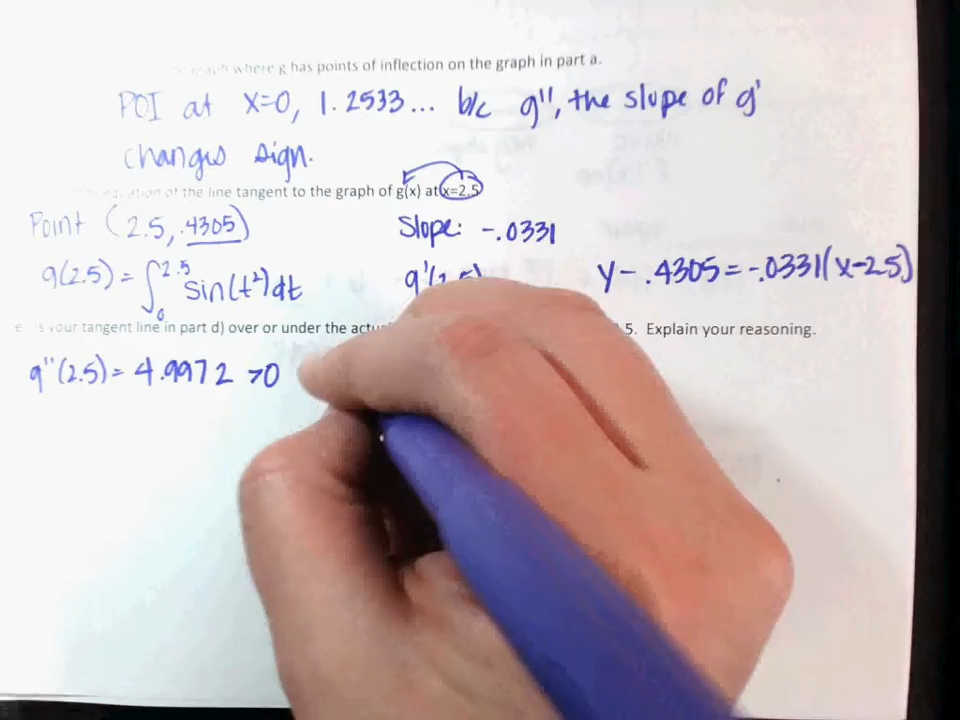 graph where g has points of inflection on the graph in part a.
POI at x=0, 1.2533... b/c g'', the slope of g'
changes sign.
equation of the line tangent to the graph of g(x) at x=2.5
Point (2.5, .4305) Slope: -.0331
g(2.5) = ∫₀^2.5 sin(t²)dt g'(2.5) y - .4305 = -.0331(x-2.5)
your tangent line in part d) over or under the 5. Explain your reasoning.
g''(2.5) = 4.9972 >0